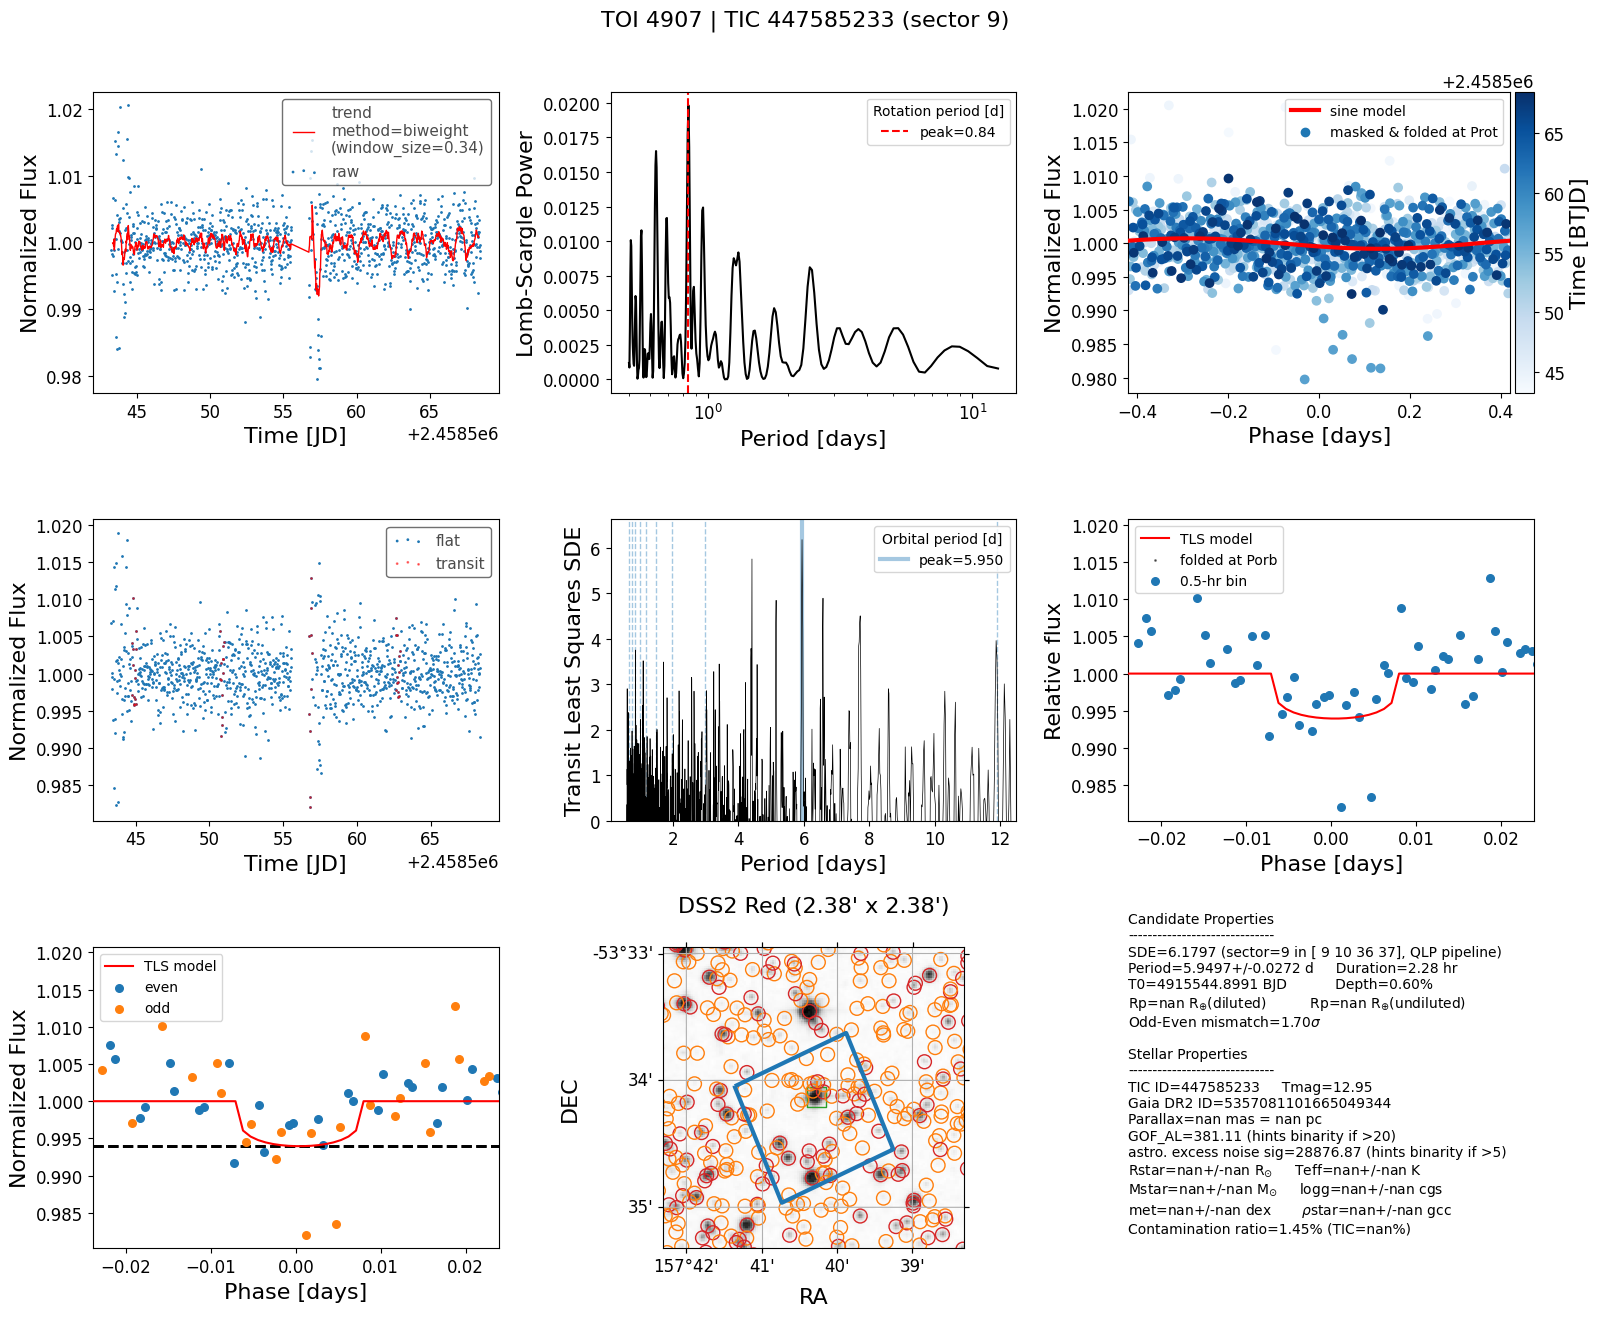 TOI 4907 | TIC 447585233 (sector 9)
Normalized Flux
1.02
1.01
1.00
0.99
0.98
trend
method=biweight
(window_size=0.34)
raw
45
50
55
60
65
Time [JD]
+2.4585e6
Lomb-Scargle Power
0.0200
0.0175
0.0150
0.0125
0.0100
0.0075
0.0050
0.0025
0.0000
Rotation period [d]
peak=0.84
10⁰
10¹
Period [days]
Normalized Flux
1.020
1.015
1.010
1.005
1.000
0.995
0.990
0.985
0.980
sine model
masked & folded at Prot
−0.4
−0.2
0.0
0.2
0.4
Phase [days]
+2.4585e6
65
60
55
50
45
Time [BTJD]
Normalized Flux
1.020
1.015
1.010
1.005
1.000
0.995
0.990
0.985
flat
transit
45
50
55
60
65
Time [JD]
+2.4585e6
Transit Least Squares SDE
6
5
4
3
2
1
0
Orbital period [d]
peak=5.950
2
4
6
8
10
12
Period [days]
Relative flux
1.020
1.015
1.010
1.005
1.000
0.995
0.990
0.985
TLS model
folded at Porb
0.5-hr bin
−0.02
−0.01
0.00
0.01
0.02
Phase [days]
Normalized Flux
1.020
1.015
1.010
1.005
1.000
0.995
0.990
0.985
TLS model
even
odd
−0.02
−0.01
0.00
0.01
0.02
Phase [days]
DSS2 Red (2.38' x 2.38')
DEC
-53°33'
34'
35'
157°42'
41'
40'
39'
RA
Candidate Properties
------------------------------
SDE=6.1797 (sector=9 in [ 9 10 36 37], QLP pipeline)
Period=5.9497+/-0.0272 d Duration=2.28 hr
T0=4915544.8991 BJD Depth=0.60%
Rp=nan R⊕(diluted) Rp=nan R⊕(undiluted)
Odd-Even mismatch=1.70σ
Stellar Properties
------------------------------
TIC ID=447585233 Tmag=12.95
Gaia DR2 ID=5357081101665049344
Parallax=nan mas = nan pc
GOF_AL=381.11 (hints binarity if >20)
astro. excess noise sig=28876.87 (hints binarity if >5)
Rstar=nan+/-nan R⊙ Teff=nan+/-nan K
Mstar=nan+/-nan M⊙ logg=nan+/-nan cgs
met=nan+/-nan dex ρstar=nan+/-nan gcc
Contamination ratio=1.45% (TIC=nan%)